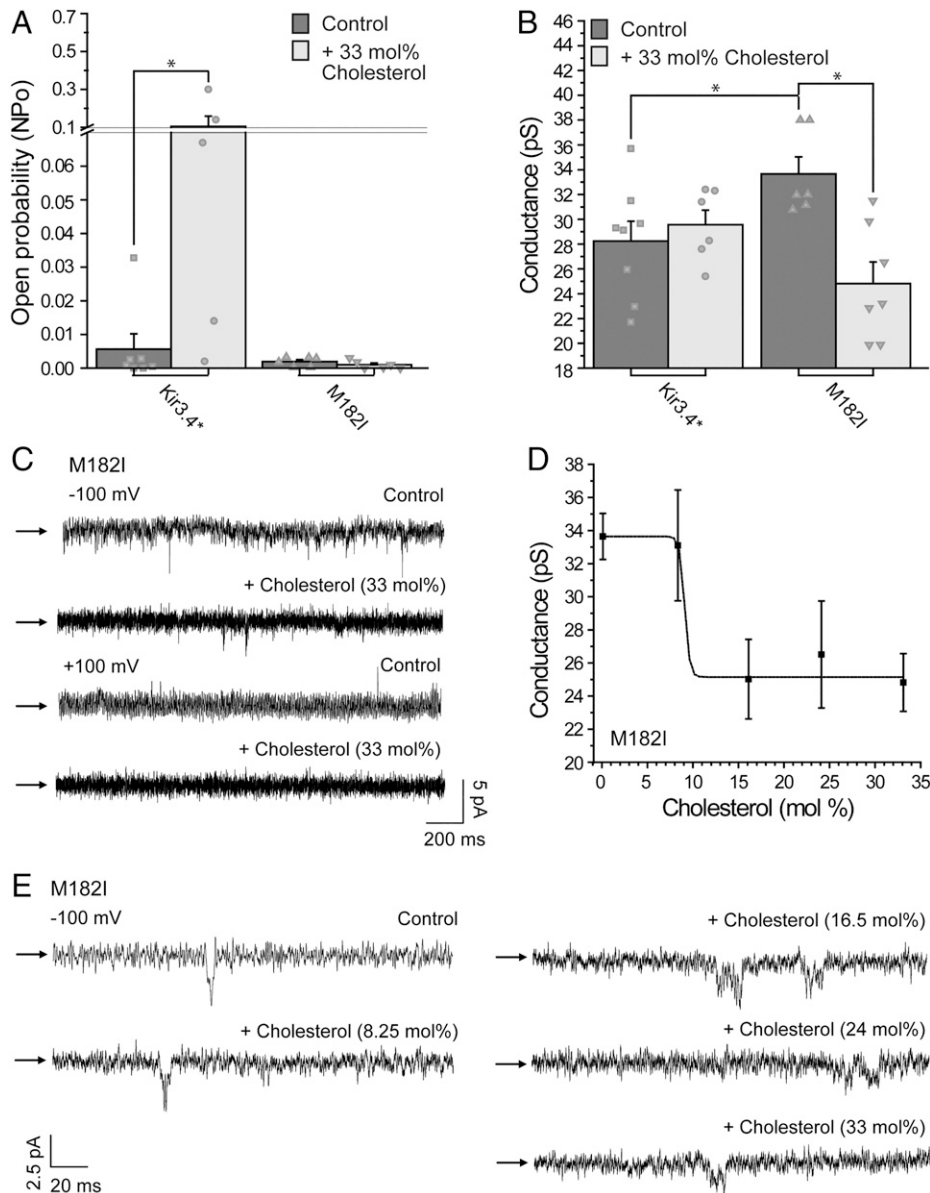 A
Open probability (NPo)
0.7
0.5
0.3
0.1
0.06
0.05
0.04
0.03
0.02
0.01
0.00
Control
+ 33 mol%
Cholesterol
*
Kir3.4*
M182I
B
Conductance (pS)
46
44
42
40
38
36
34
32
30
28
26
24
22
20
18
Control
+ 33 mol% Cholesterol
*
*
Kir3.4*
M182I
C
M182I
-100 mV
Control
+ Cholesterol (33 mol%)
+100 mV
Control
+ Cholesterol (33 mol%)
5 pA
200 ms
D
Conductance (pS)
38
36
34
32
30
28
26
24
22
20
M182I
0 5 10 15 20 25 30 35
Cholesterol (mol %)
E
M182I
-100 mV
Control
+ Cholesterol (8.25 mol%)
2.5 pA
20 ms
+ Cholesterol (16.5 mol%)
+ Cholesterol (24 mol%)
+ Cholesterol (33 mol%)